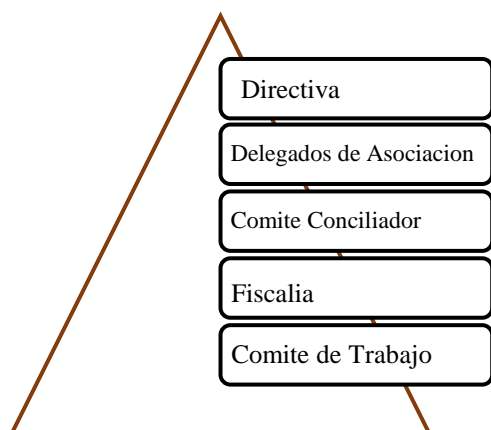 Directiva
Delegados de Asociacion
Comite Conciliador
Fiscalia
Comite de Trabajo